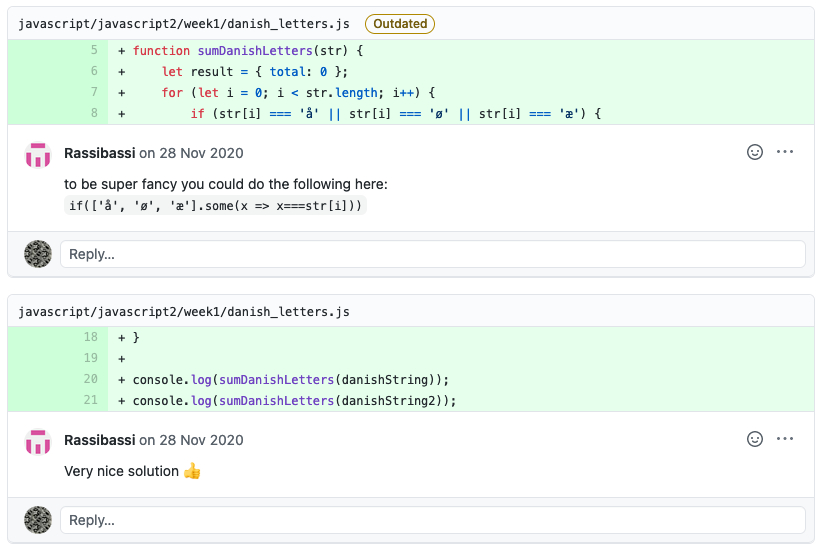 javascript/javascript2/week1/danish_letters.js Outdated
5 + function sumDanishLetters(str) {
6 + let result = { total: 0 };
7 + for (let i = 0; i < str.length; i++) {
8 + if (str[i] === 'å' || str[i] === 'ø' || str[i] === 'æ') {
Rassibassi on 28 Nov 2020
to be super fancy you could do the following here:
if(['å', 'ø', 'æ'].some(x => x===str[i]))
Reply...
javascript/javascript2/week1/danish_letters.js
18 + }
19 +
20 + console.log(sumDanishLetters(danishString));
21 + console.log(sumDanishLetters(danishString2));
Rassibassi on 28 Nov 2020
Very nice solution 👍
Reply...